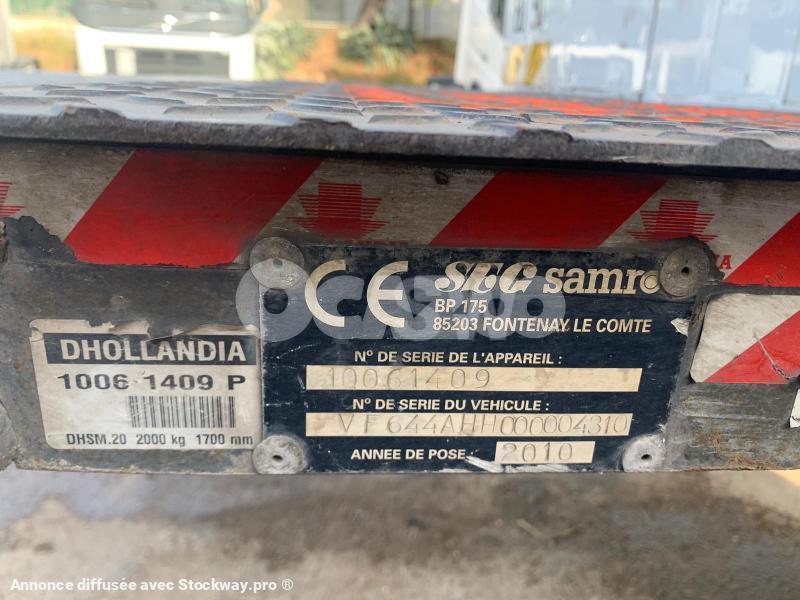 DHOLLANDIA
1006 1409 P
DHSM.20 2000 kg 1700 mm
CE
SEG samro
BP 175
85203 FONTENAY LE COMTE
N° DE SERIE DE L'APPAREIL :
10061409
N° DE SERIE DU VEHICULE :
VF644AHH000004310
ANNEE DE POSE : 2010
Annonce diffusée avec Stockway.pro ®